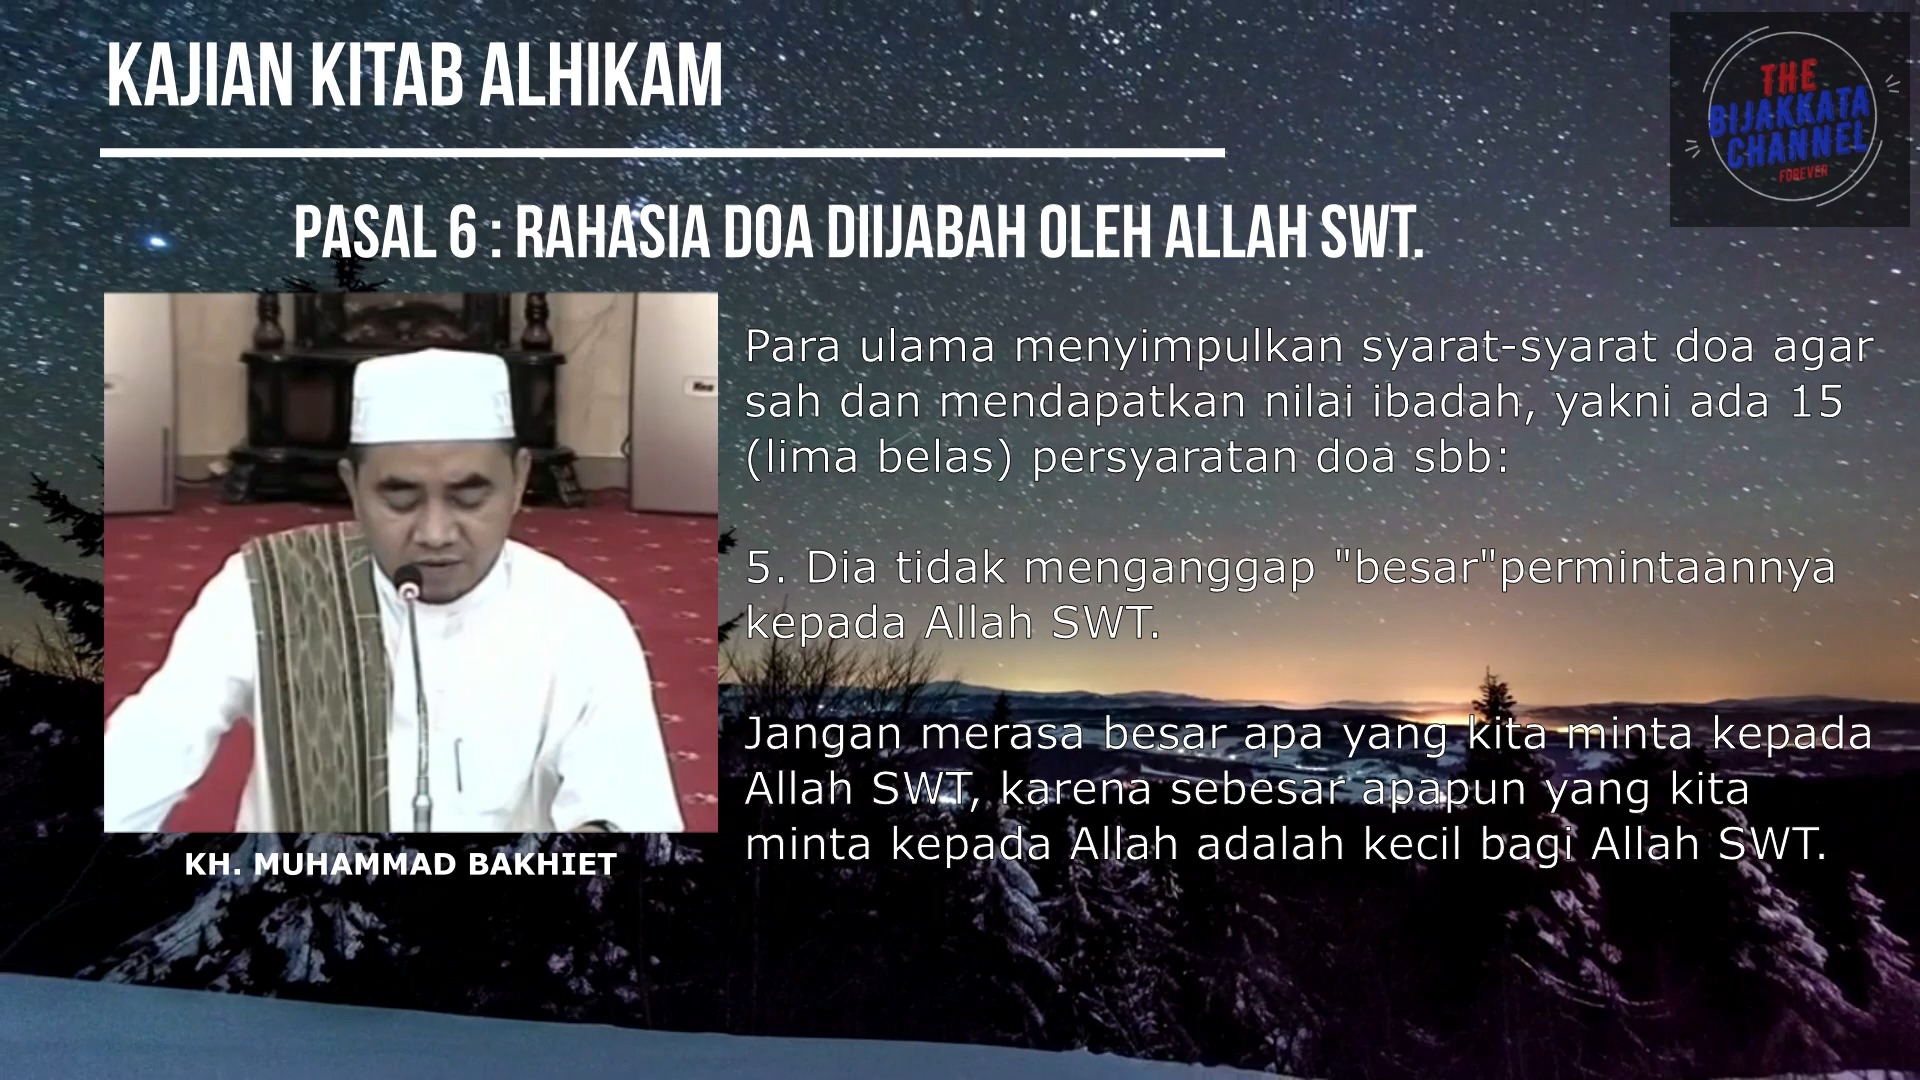 KAJIAN KITAB ALHIKAM
THE
BIJAKKATA
CHANNEL
FOREVER
PASAL 6 : RAHASIA DOA DIIJABAH OLEH ALLAH SWT.
Para ulama menyimpulkan syarat-syarat doa agar
sah dan mendapatkan nilai ibadah, yakni ada 15
(lima belas) persyaratan doa sbb:
5. Dia tidak menganggap "besar"permintaannya
kepada Allah SWT.
Jangan merasa besar apa yang kita minta kepada
Allah SWT, karena sebesar apapun yang kita
minta kepada Allah adalah kecil bagi Allah SWT.
KH. MUHAMMAD BAKHIET